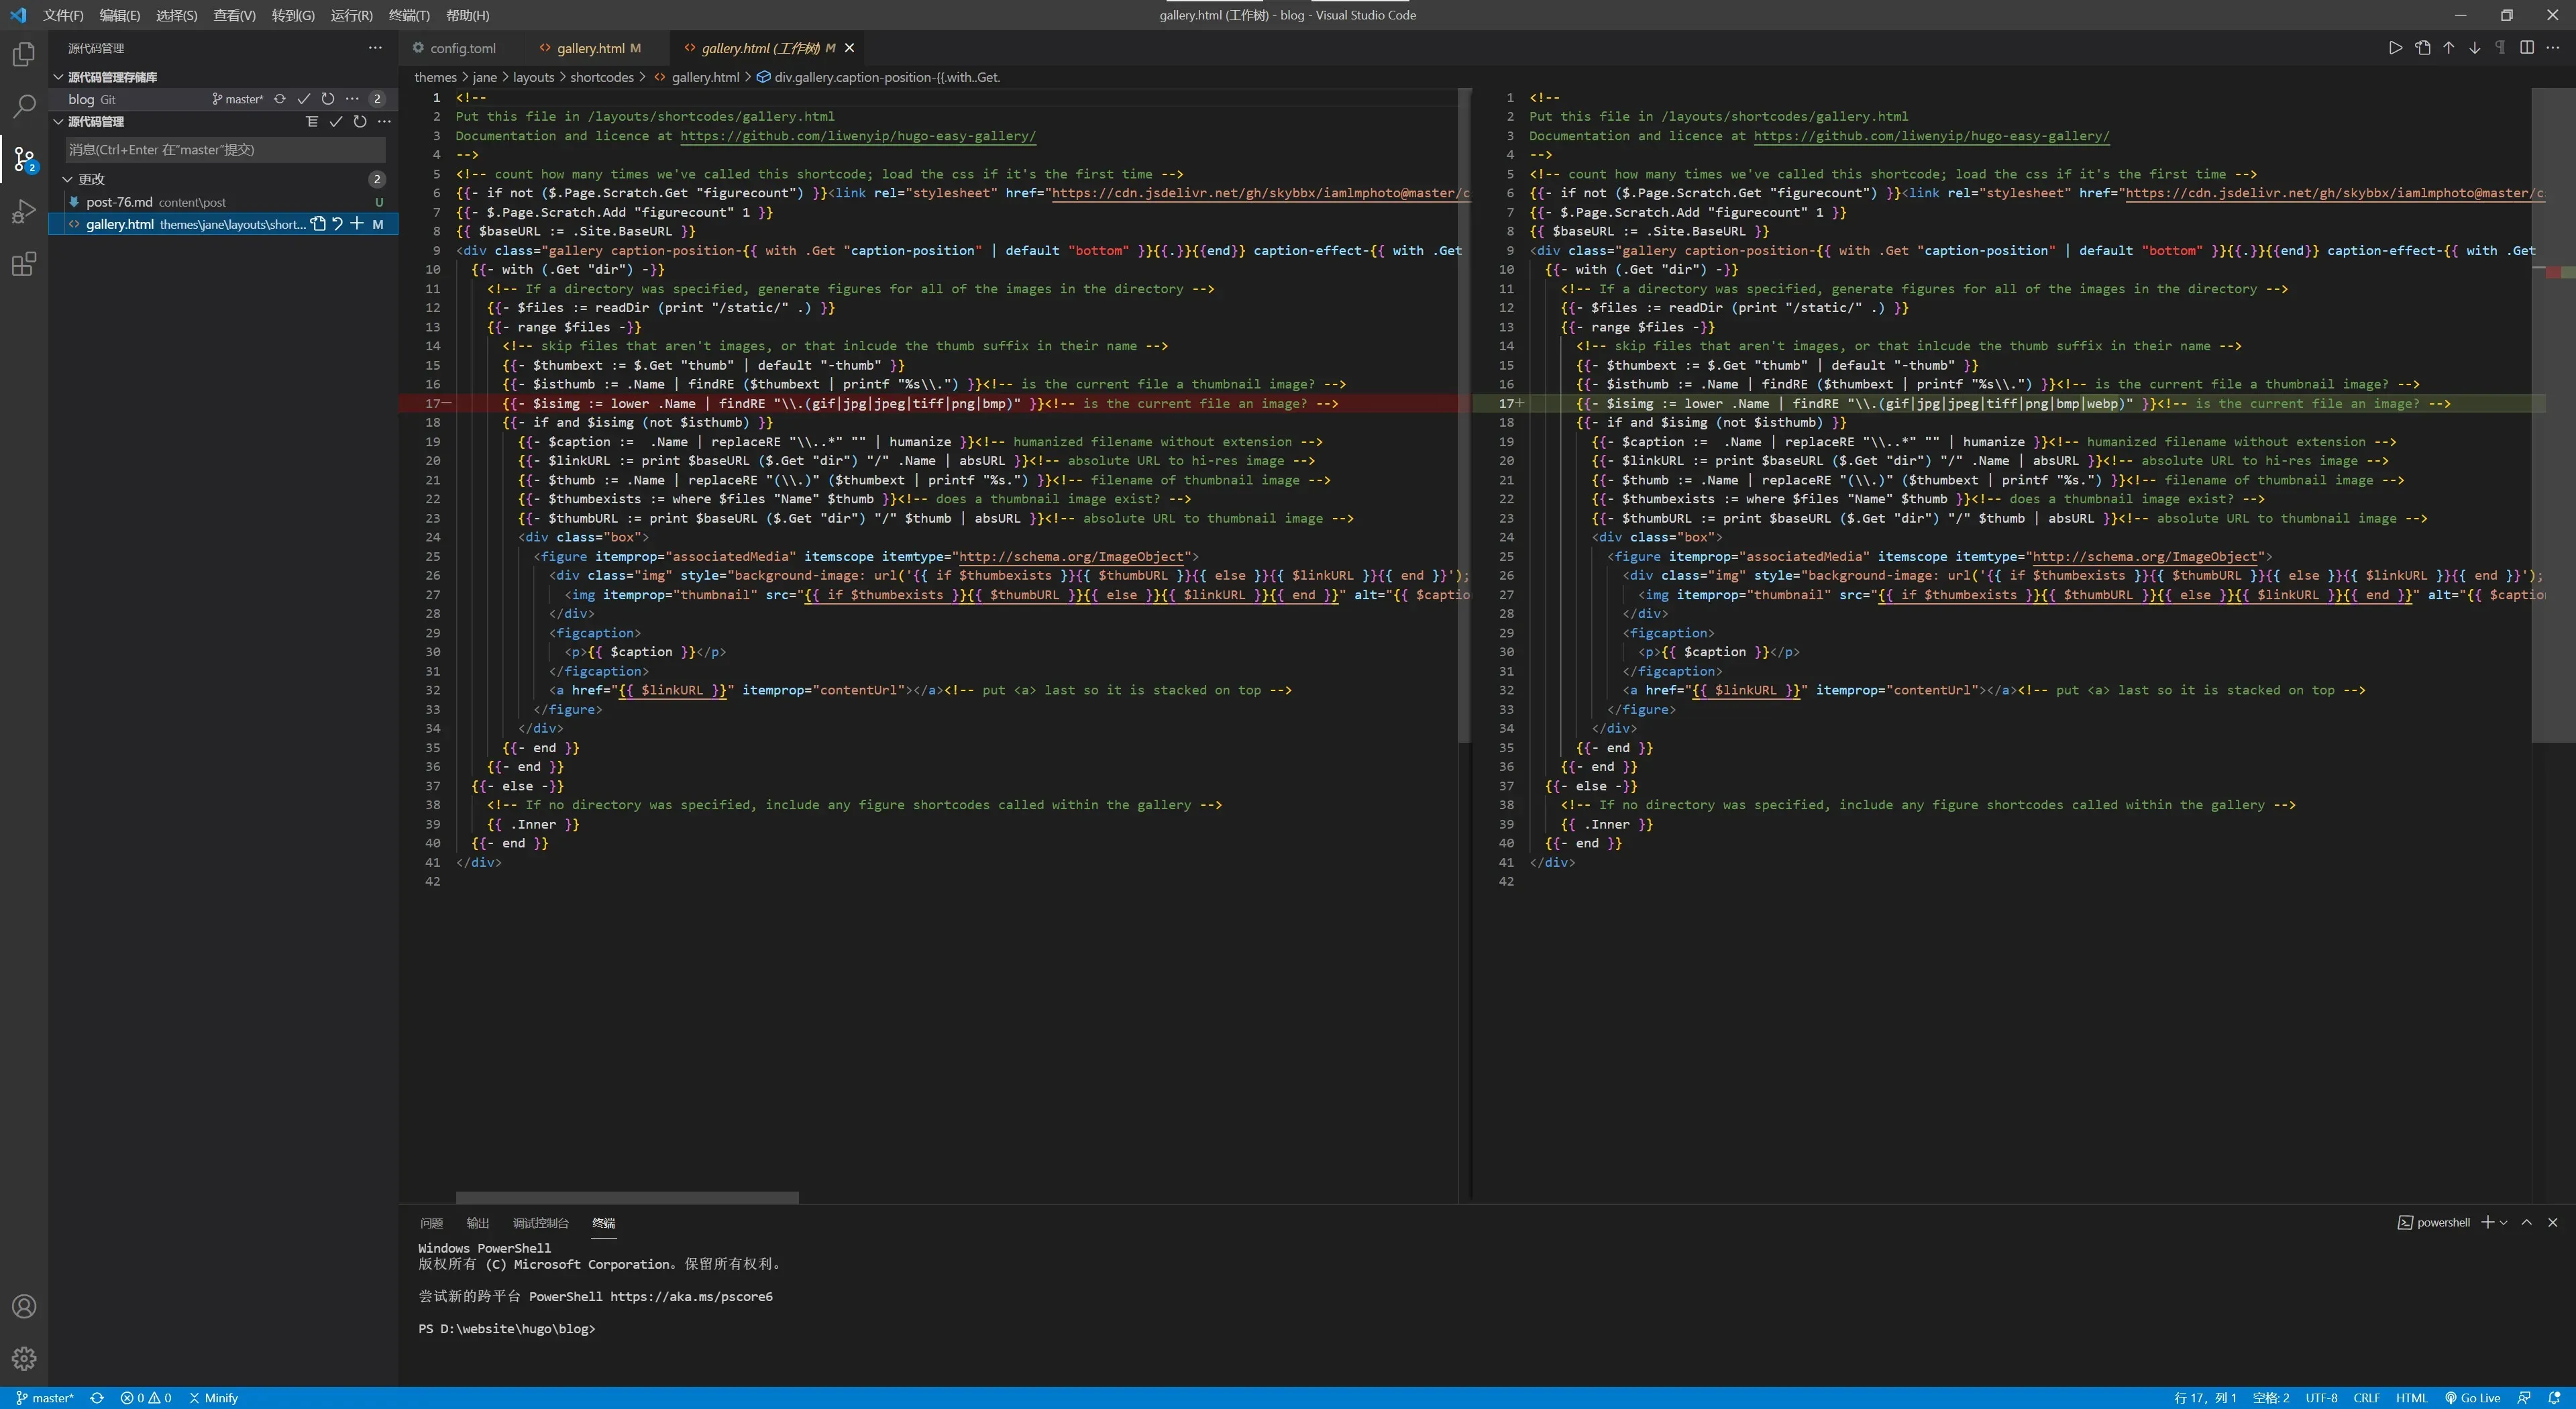 文件(F) 编辑(E) 选择(S) 查看(V) 转到(G) 运行(R) 终端(T) 帮助(H)
gallery.html (工作树) - blog - Visual Studio Code
源代码管理
源代码管理存储库
blog Git master* 2
源代码管理
消息(Ctrl+Enter 在"master"提交)
更改 2
post-76.md content\post U
gallery.html themes\jane\layouts\short... M
2
config.toml gallery.html M gallery.html (工作树) M
themes > jane > layouts > shortcodes > gallery.html > div.gallery.caption-position-{{.with..Get.
1 <!--
2 Put this file in /layouts/shortcodes/gallery.html
3 Documentation and licence at https://github.com/liwenyip/hugo-easy-gallery/
4 -->
5 <!-- count how many times we've called this shortcode; load the css if it's the first time -->
6 {{- if not ($.Page.Scratch.Get "figurecount") }}<link rel="stylesheet" href="https://cdn.jsdelivr.net/gh/skybbx/iamlmphoto@master/c
7 {{- $.Page.Scratch.Add "figurecount" 1 }}
8 {{ $baseURL := .Site.BaseURL }}
9 <div class="gallery caption-position-{{ with .Get "caption-position" | default "bottom" }}{{.}}{{end}} caption-effect-{{ with .Get
10 {{- with (.Get "dir") -}}
11 <!-- If a directory was specified, generate figures for all of the images in the directory -->
12 {{- $files := readDir (print "/static/" .) }}
13 {{- range $files -}}
14 <!-- skip files that aren't images, or that inlcude the thumb suffix in their name -->
15 {{- $thumbext := $.Get "thumb" | default "-thumb" }}
16 {{- $isthumb := .Name | findRE ($thumbext | printf "%s\\.") }}<!-- is the current file a thumbnail image? -->
17— {{- $isimg := lower .Name | findRE "\\.(gif|jpg|jpeg|tiff|png|bmp)" }}<!-- is the current file an image? -->
18 {{- if and $isimg (not $isthumb) }}
19 {{- $caption :=  .Name | replaceRE "\\..*" "" | humanize }}<!-- humanized filename without extension -->
20 {{- $linkURL := print $baseURL ($.Get "dir") "/" .Name | absURL }}<!-- absolute URL to hi-res image -->
21 {{- $thumb := .Name | replaceRE "(\\.)" ($thumbext | printf "%s.") }}<!-- filename of thumbnail image -->
22 {{- $thumbexists := where $files "Name" $thumb }}<!-- does a thumbnail image exist? -->
23 {{- $thumbURL := print $baseURL ($.Get "dir") "/" $thumb | absURL }}<!-- absolute URL to thumbnail image -->
24 <div class="box">
25 <figure itemprop="associatedMedia" itemscope itemtype="http://schema.org/ImageObject">
26 <div class="img" style="background-image: url('{{ if $thumbexists }}{{ $thumbURL }}{{ else }}{{ $linkURL }}{{ end }}');
27 <img itemprop="thumbnail" src="{{ if $thumbexists }}{{ $thumbURL }}{{ else }}{{ $linkURL }}{{ end }}" alt="{{ $captio
28 </div>
29 <figcaption>
30 <p>{{ $caption }}</p>
31 </figcaption>
32 <a href="{{ $linkURL }}" itemprop="contentUrl"></a><!-- put <a> last so it is stacked on top -->
33 </figure>
34 </div>
35 {{- end }}
36 {{- end }}
37 {{- else -}}
38 <!-- If no directory was specified, include any figure shortcodes called within the gallery -->
39 {{ .Inner }}
40 {{- end }}
41 </div>
42
1 <!--
2 Put this file in /layouts/shortcodes/gallery.html
3 Documentation and licence at https://github.com/liwenyip/hugo-easy-gallery/
4 -->
5 <!-- count how many times we've called this shortcode; load the css if it's the first time -->
6 {{- if not ($.Page.Scratch.Get "figurecount") }}<link rel="stylesheet" href="https://cdn.jsdelivr.net/gh/skybbx/iamlmphoto@master/c
7 {{- $.Page.Scratch.Add "figurecount" 1 }}
8 {{ $baseURL := .Site.BaseURL }}
9 <div class="gallery caption-position-{{ with .Get "caption-position" | default "bottom" }}{{.}}{{end}} caption-effect-{{ with .Get
10 {{- with (.Get "dir") -}}
11 <!-- If a directory was specified, generate figures for all of the images in the directory -->
12 {{- $files := readDir (print "/static/" .) }}
13 {{- range $files -}}
14 <!-- skip files that aren't images, or that inlcude the thumb suffix in their name -->
15 {{- $thumbext := $.Get "thumb" | default "-thumb" }}
16 {{- $isthumb := .Name | findRE ($thumbext | printf "%s\\.") }}<!-- is the current file a thumbnail image? -->
17+ {{- $isimg := lower .Name | findRE "\\.(gif|jpg|jpeg|tiff|png|bmp|webp)" }}<!-- is the current file an image? -->
18 {{- if and $isimg (not $isthumb) }}
19 {{- $caption :=  .Name | replaceRE "\\..*" "" | humanize }}<!-- humanized filename without extension -->
20 {{- $linkURL := print $baseURL ($.Get "dir") "/" .Name | absURL }}<!-- absolute URL to hi-res image -->
21 {{- $thumb := .Name | replaceRE "(\\.)" ($thumbext | printf "%s.") }}<!-- filename of thumbnail image -->
22 {{- $thumbexists := where $files "Name" $thumb }}<!-- does a thumbnail image exist? -->
23 {{- $thumbURL := print $baseURL ($.Get "dir") "/" $thumb | absURL }}<!-- absolute URL to thumbnail image -->
24 <div class="box">
25 <figure itemprop="associatedMedia" itemscope itemtype="http://schema.org/ImageObject">
26 <div class="img" style="background-image: url('{{ if $thumbexists }}{{ $thumbURL }}{{ else }}{{ $linkURL }}{{ end }}');
27 <img itemprop="thumbnail" src="{{ if $thumbexists }}{{ $thumbURL }}{{ else }}{{ $linkURL }}{{ end }}" alt="{{ $captio
28 </div>
29 <figcaption>
30 <p>{{ $caption }}</p>
31 </figcaption>
32 <a href="{{ $linkURL }}" itemprop="contentUrl"></a><!-- put <a> last so it is stacked on top -->
33 </figure>
34 </div>
35 {{- end }}
36 {{- end }}
37 {{- else -}}
38 <!-- If no directory was specified, include any figure shortcodes called within the gallery -->
39 {{ .Inner }}
40 {{- end }}
41 </div>
42
问题 输出 调试控制台 终端 powershell
Windows PowerShell
版权所有 (C) Microsoft Corporation。保留所有权利。
尝试新的跨平台 PowerShell https://aka.ms/pscore6
PS D:\website\hugo\blog>
master* 0 0 Minify 行 17，列 1 空格: 2 UTF-8 CRLF HTML Go Live